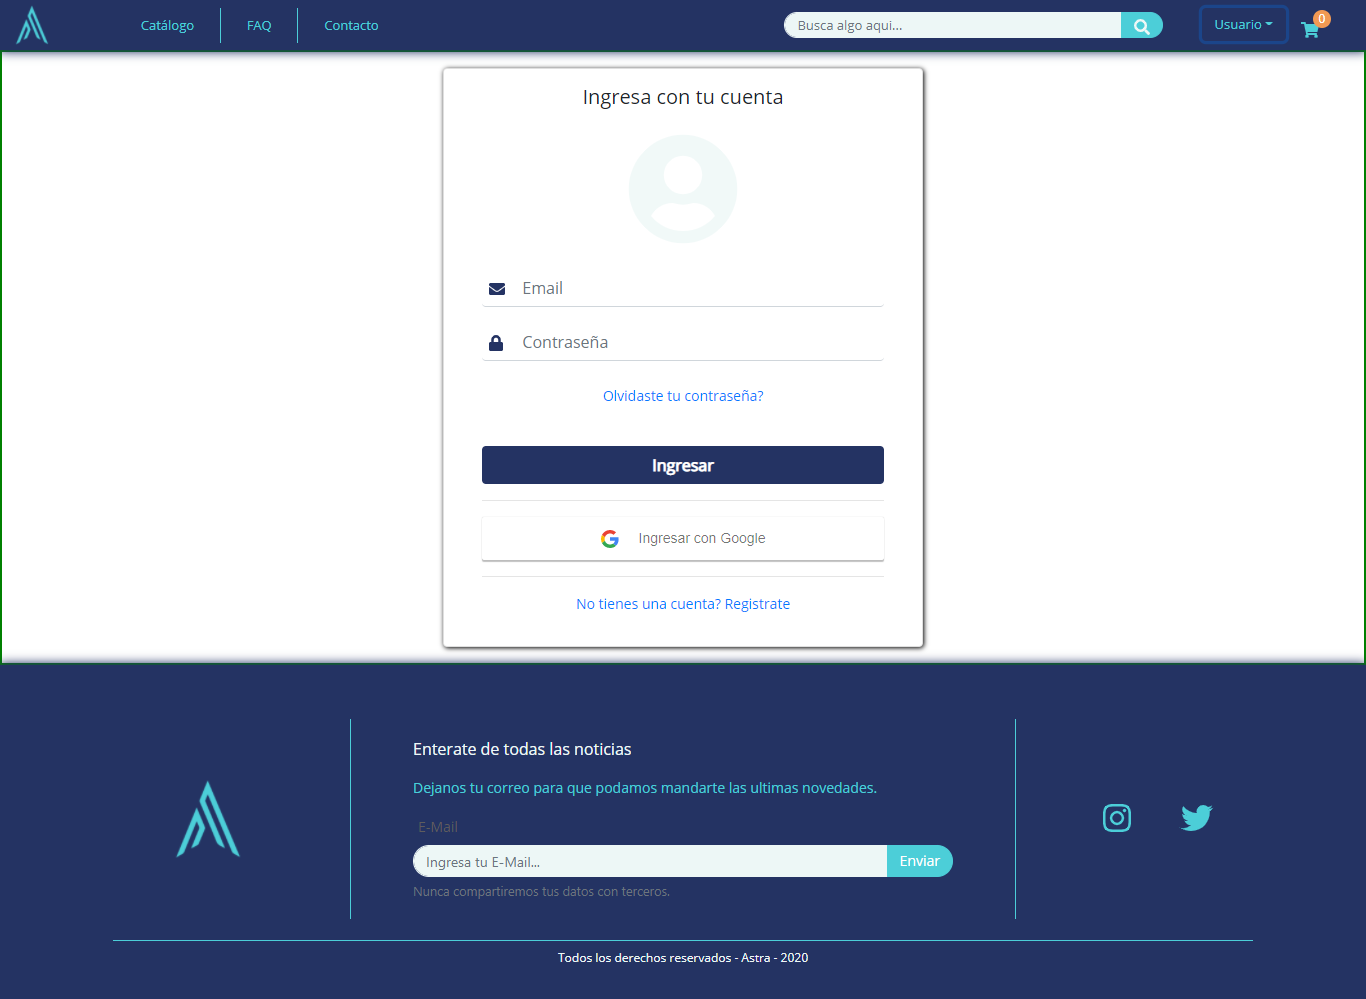 Catálogo
FAQ
Contacto
Busca algo aqui...
Usuario
0
Ingresa con tu cuenta
Email
Contraseña
Olvidaste tu contraseña?
Ingresar
Ingresar con Google
No tienes una cuenta? Registrate
Enterate de todas las noticias
Dejanos tu correo para que podamos mandarte las ultimas novedades.
E-Mail
Ingresa tu E-Mail...
Enviar
Nunca compartiremos tus datos con terceros.
Todos los derechos reservados - Astra - 2020